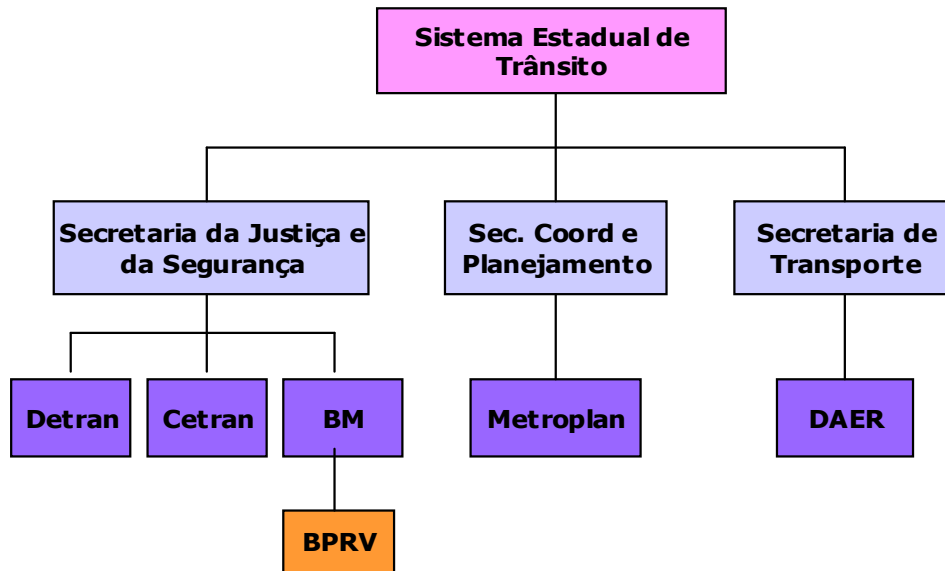 Sistema Estadual de
Trânsito
Secretaria da Justiça e
da Segurança
Sec. Coord e
Planejamento
Secretaria de
Transporte
Detran
Cetran
BM
Metroplan
DAER
BPRV